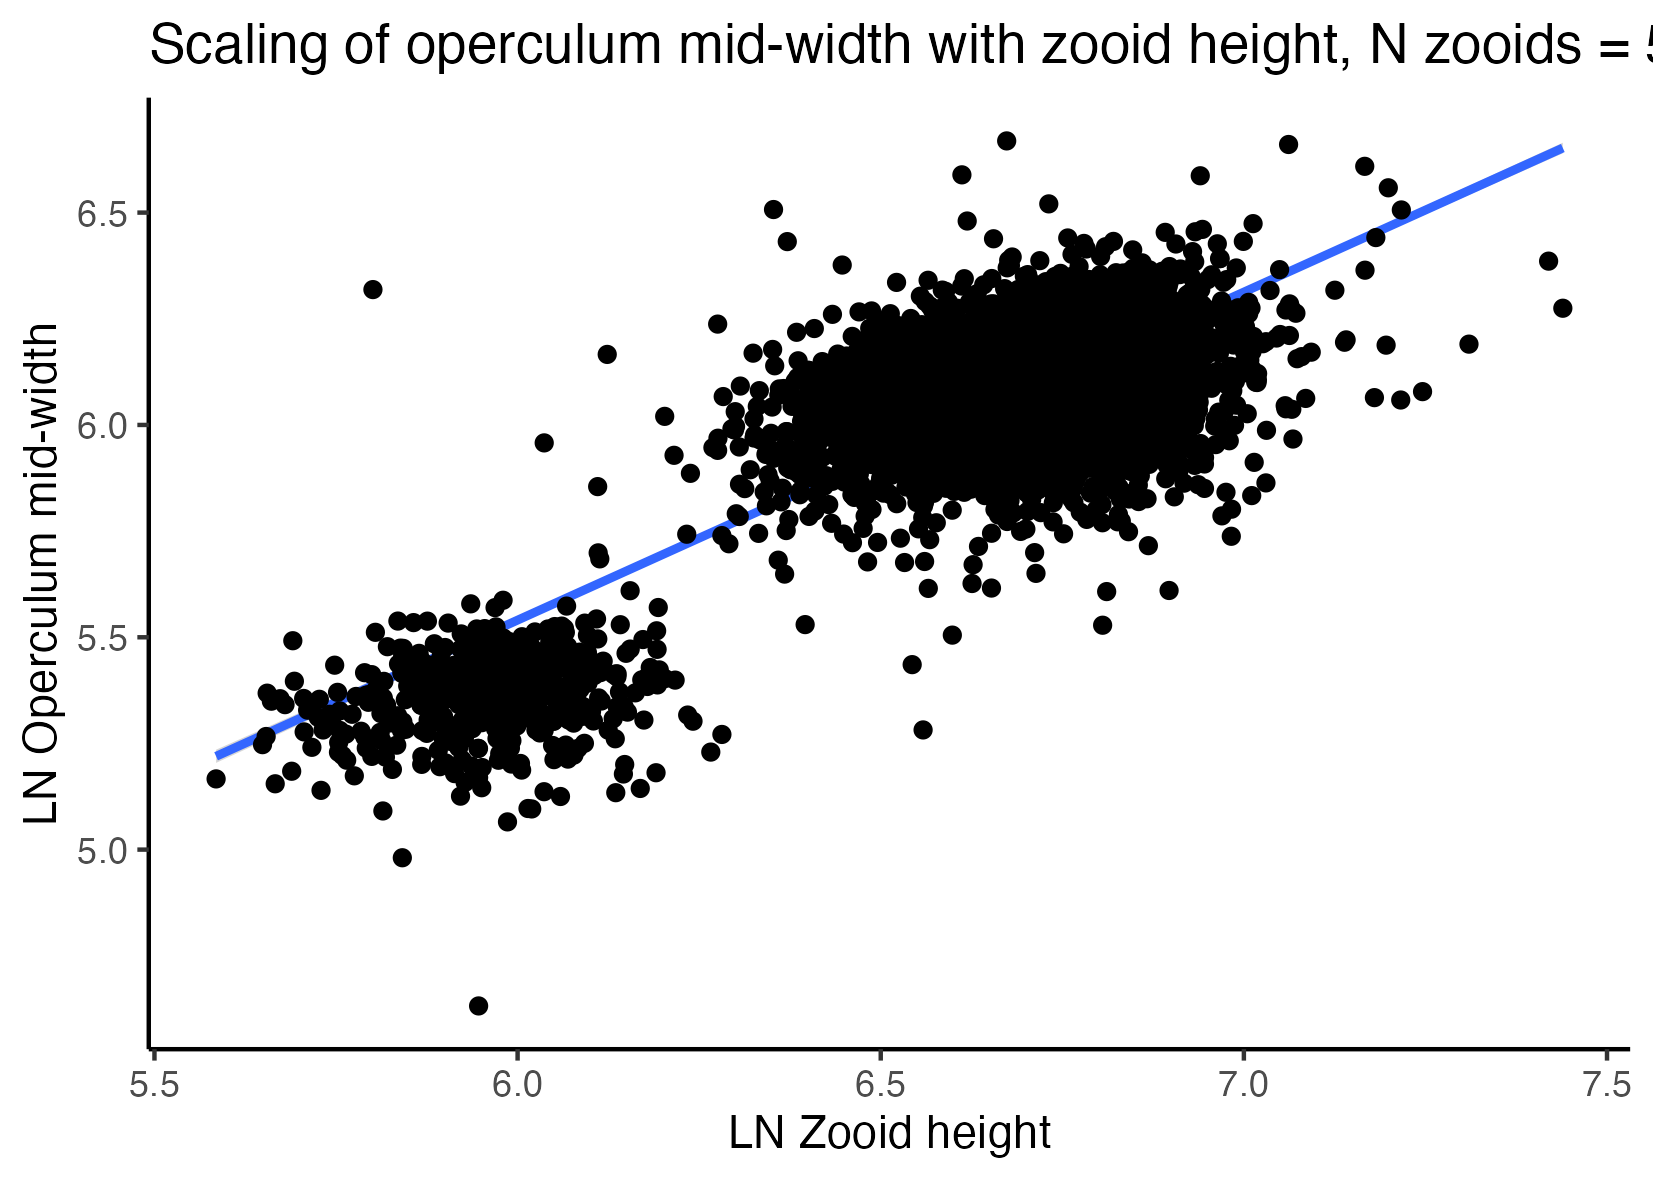 Scaling of operculum mid-width with zooid height, N zooids =
LN Operculum mid-width
6.5
6.0
5.5
5.0
5.5 6.0 6.5 7.0 7.5
LN Zooid height